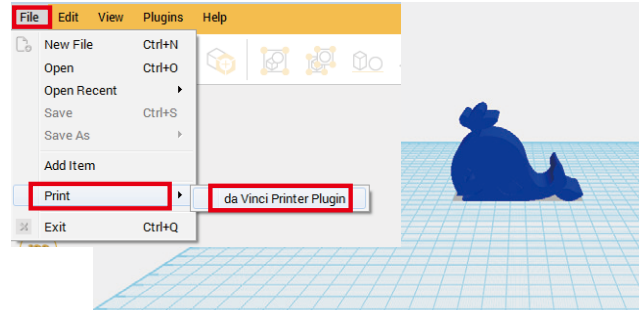 File Edit View Plugins Help
New File Ctrl+N
Open Ctrl+O
Open Recent
Save Ctrl+S
Save As
Add Item
Print
da Vinci Printer Plugin
Exit Ctrl+Q